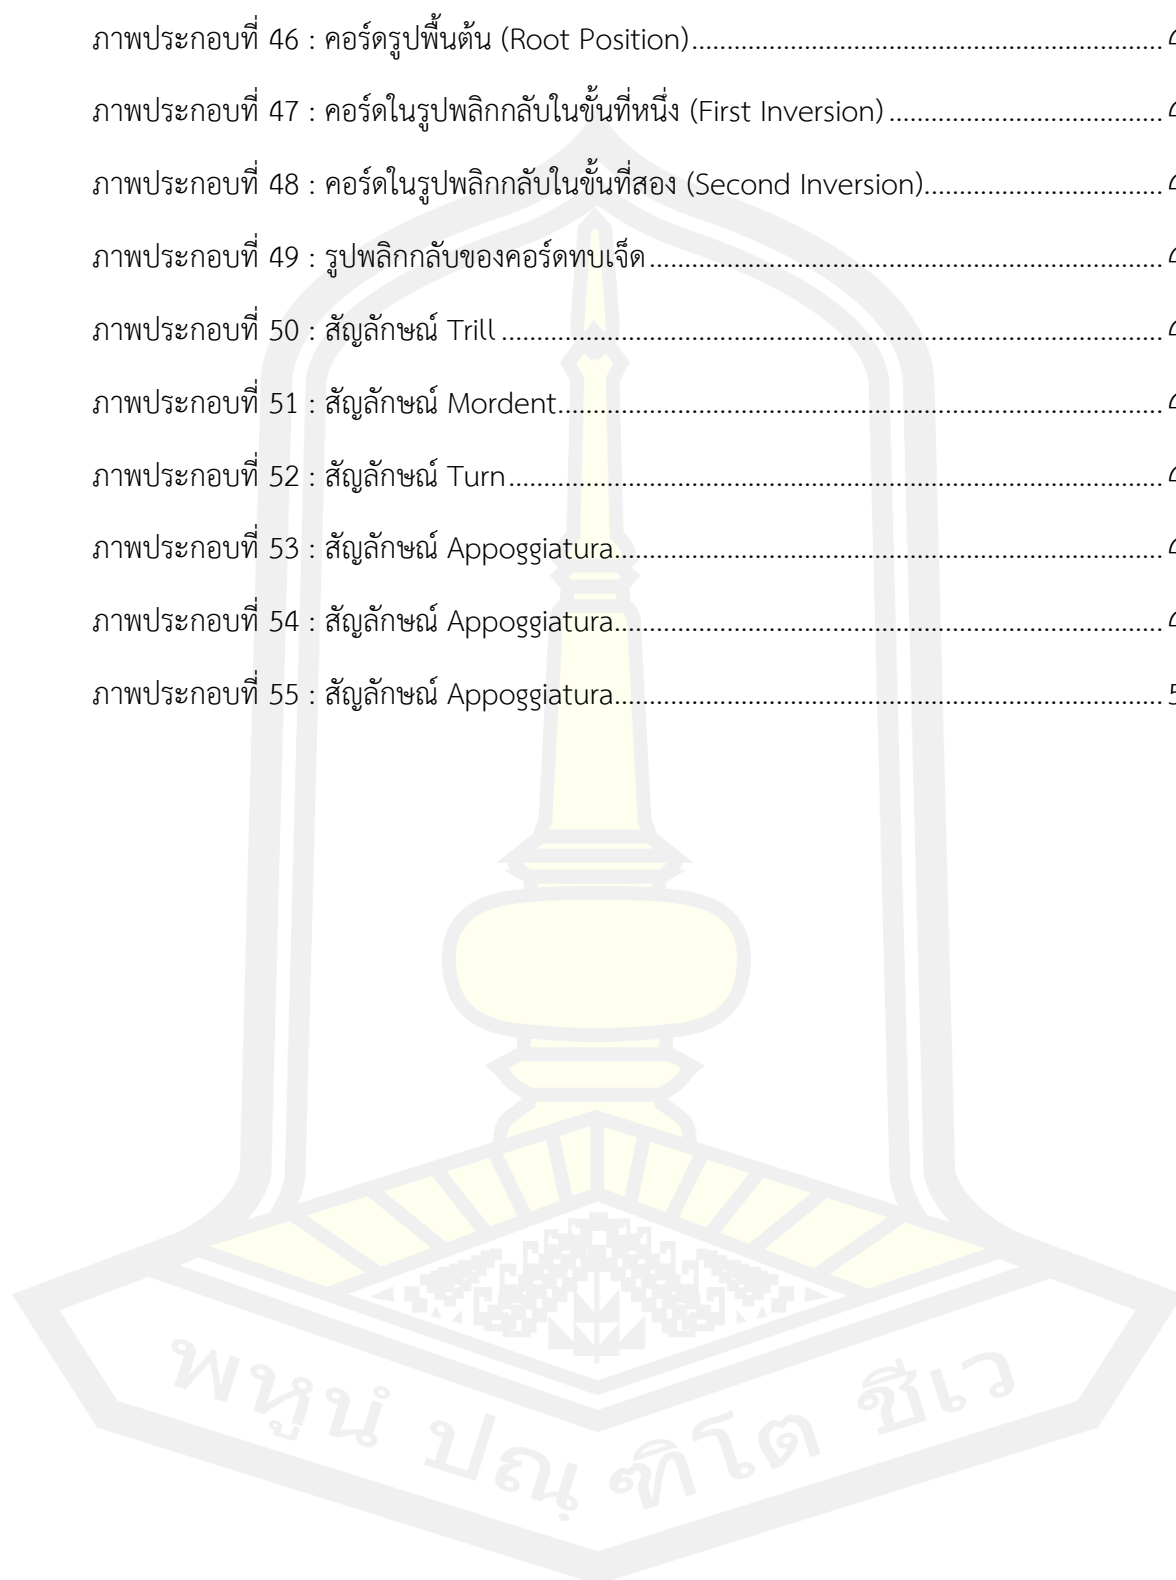 ภาพประกอบที่ 46 : คอร์ดรูปพื้นต้น (Root Position)
ภาพประกอบที่ 47 : คอร์ดในรูปพลิกกลับในขั้นที่หนึ่ง (First Inversion)
ภาพประกอบที่ 48 : คอร์ดในรูปพลิกกลับในขั้นที่สอง (Second Inversion)
ภาพประกอบที่ 49 : รูปพลิกกลับของคอร์ดทบเจ็ด
ภาพประกอบที่ 50 : สัญลักษณ์ Trill
ภาพประกอบที่ 51 : สัญลักษณ์ Mordent
ภาพประกอบที่ 52 : สัญลักษณ์ Turn
ภาพประกอบที่ 53 : สัญลักษณ์ Appoggiatura
ภาพประกอบที่ 54 : สัญลักษณ์ Appoggiatura
ภาพประกอบที่ 55 : สัญลักษณ์ Appoggiatura
พหูนํ ปณฺ ฑิโต ชีเว